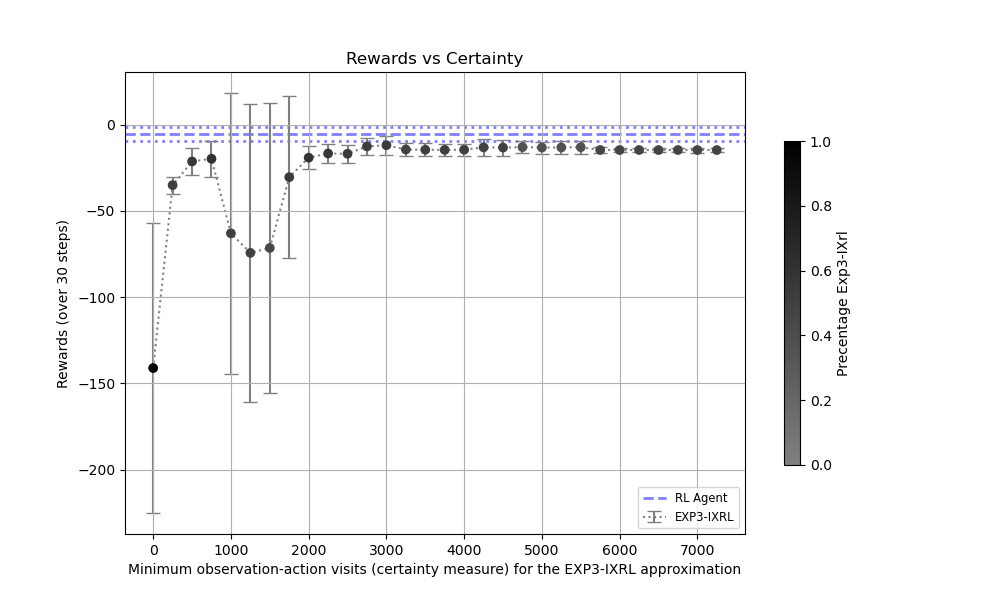 Rewards vs Certainty
Rewards (over 30 steps)
0
−50
−100
−150
−200
0 1000 2000 3000 4000 5000 6000 7000
Minimum observation-action visits (certainty measure) for the EXP3-IXRL approximation
RL Agent
EXP3-IXRL
1.0
0.8
0.6
0.4
0.2
0.0
Precentage Exp3-IXrl